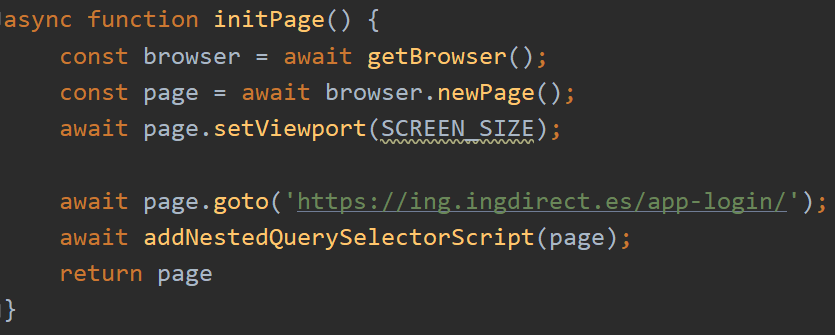 async function initPage() {
    const browser = await getBrowser();
    const page = await browser.newPage();
    await page.setViewport(SCREEN_SIZE);

    await page.goto('https://ing.ingdirect.es/app-login/');
    await addNestedQuerySelectorScript(page);
    return page
}